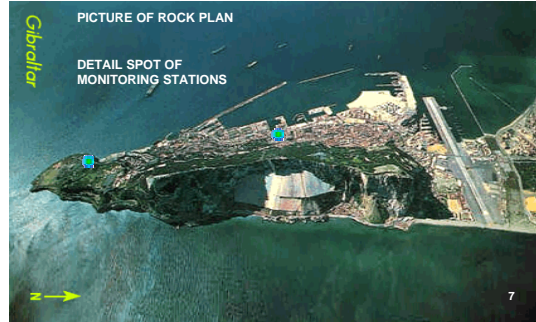 Gibraltar
PICTURE OF ROCK PLAN
DETAIL SPOT OF
MONITORING STATIONS
N
7